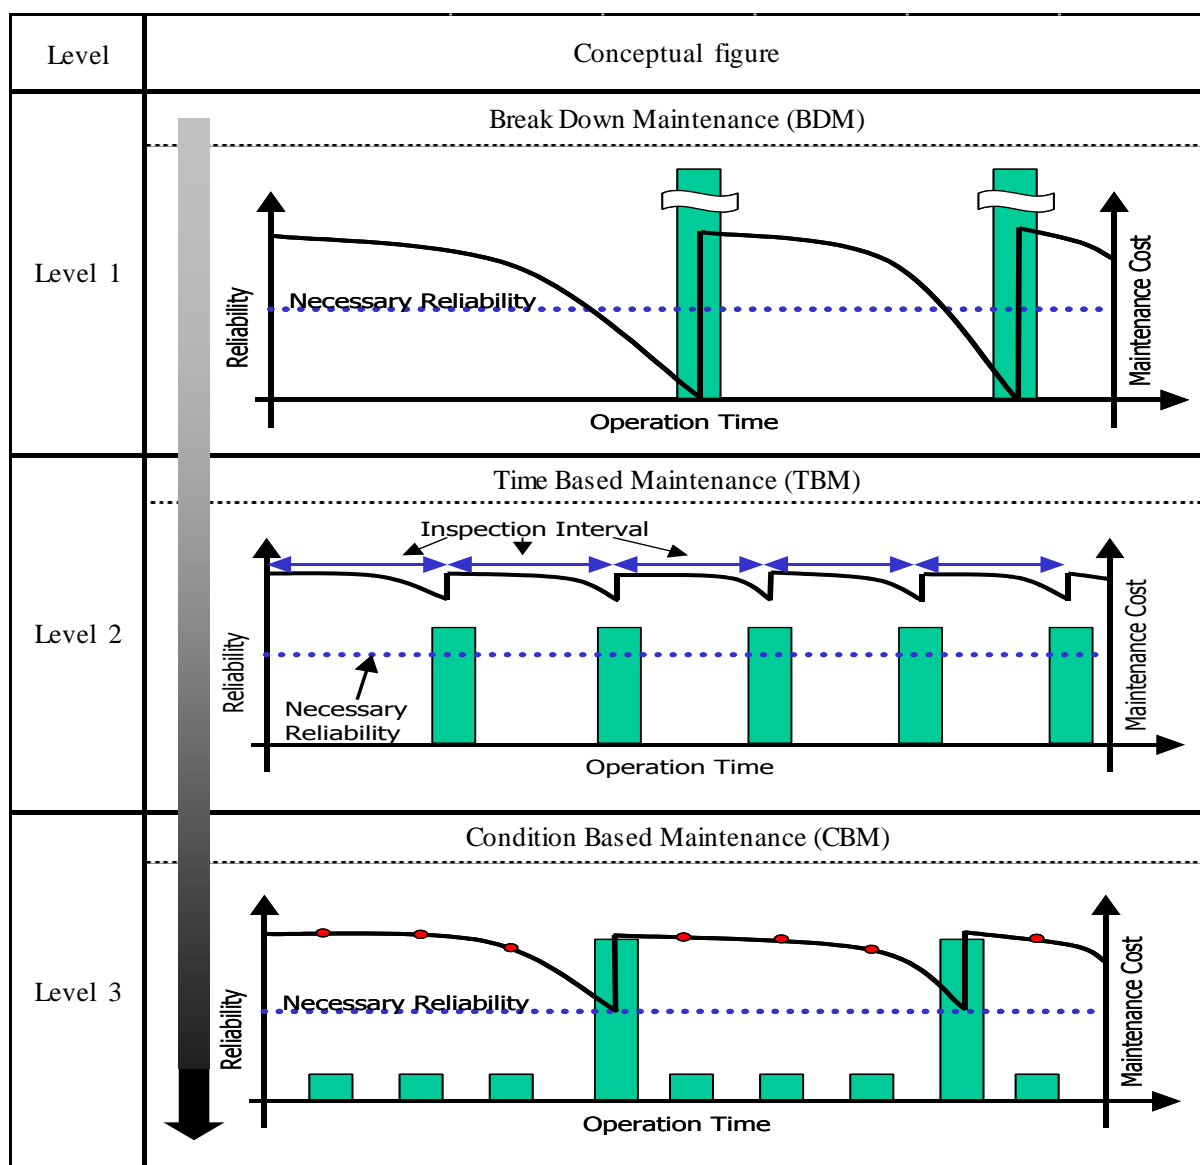 Level
Conceptual figure
Break Down Maintenance (BDM)
Level 1
Reliability
Necessary Reliability
Maintenance Cost
Operation Time
Time Based Maintenance (TBM)
Inspection Interval
Level 2
Reliability
Necessary
Reliability
Maintenance Cost
Operation Time
Condition Based Maintenance (CBM)
Level 3
Reliability
Necessary Reliability
Maintenance Cost
Operation Time